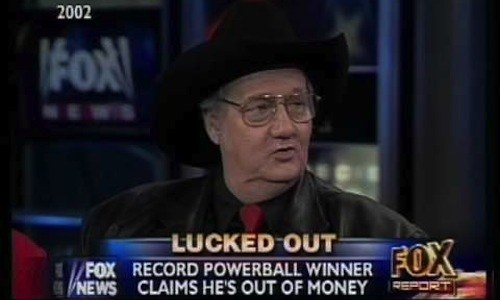 2002
FOX
NEWS
LUCKED OUT
FOX
NEWS
RECORD POWERBALL WINNER
CLAIMS HE'S OUT OF MONEY
FOX
REPORT